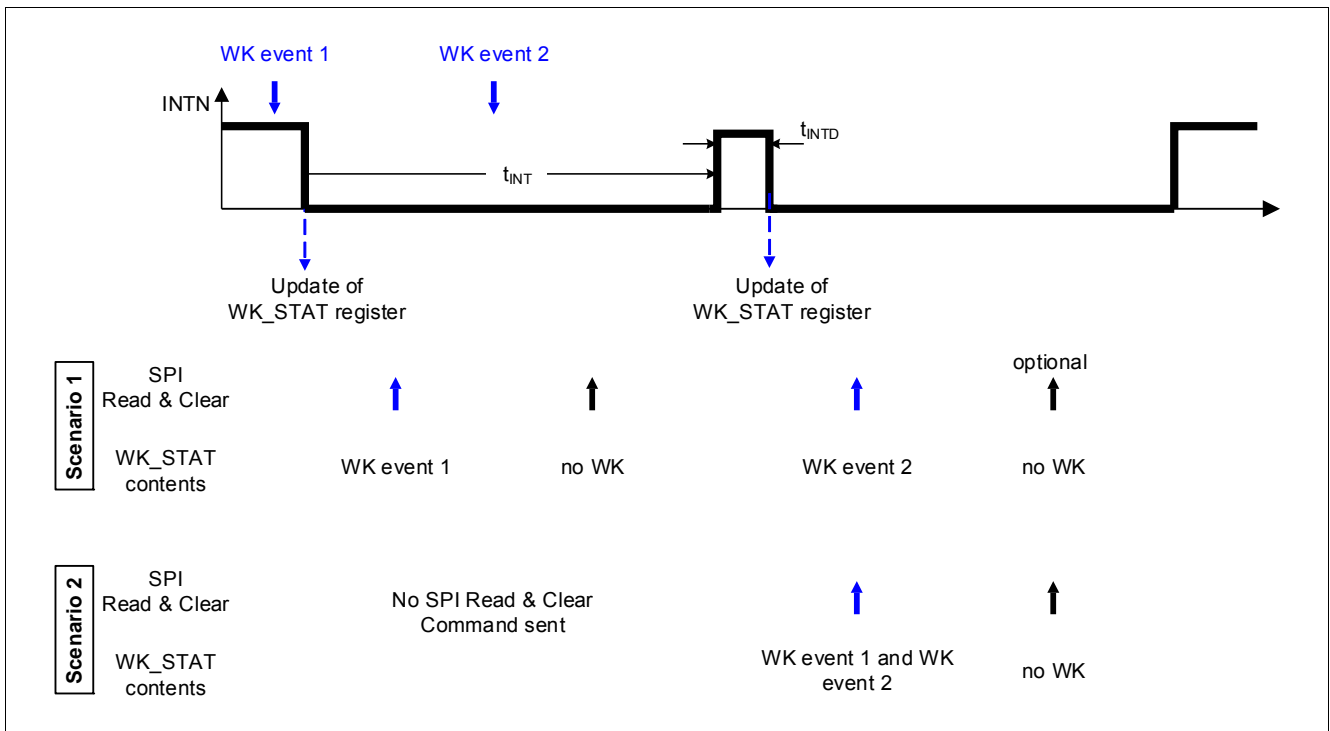 WK event 1
WK event 2
INTN
tINTD
tINT
Update of
WK_STAT register
Update of
WK_STAT register
Scenario 1
SPI
Read & Clear
optional
WK_STAT
contents
WK event 1
no WK
WK event 2
no WK
Scenario 2
SPI
Read & Clear
No SPI Read & Clear
Command sent
WK_STAT
contents
WK event 1 and WK
event 2
no WK